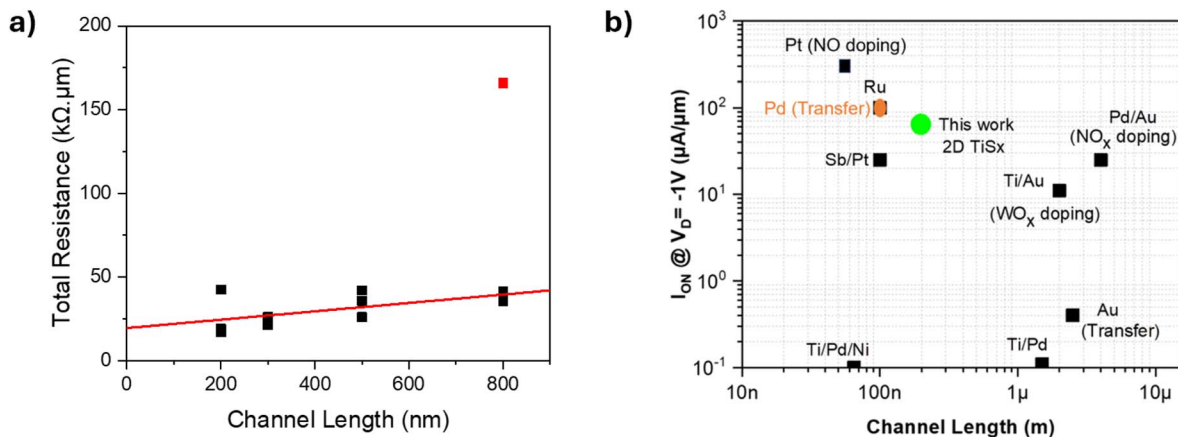 a)
Total Resistance (kΩ.μm)
200
150
100
50
0
0 200 400 600 800
Channel Length (nm)
b)
I_ON @ V_D= -1V (μA/μm)
10³
10²
10¹
10⁰
10⁻¹
Pt (NO doping)
Ru
Pd (Transfer)
This work
2D TiSx
Pd/Au
(NOₓ doping)
Sb/Pt
Ti/Au
(WOₓ doping)
Au
(Transfer)
Ti/Pd/Ni
Ti/Pd
10n 100n 1μ 10μ
Channel Length (m)